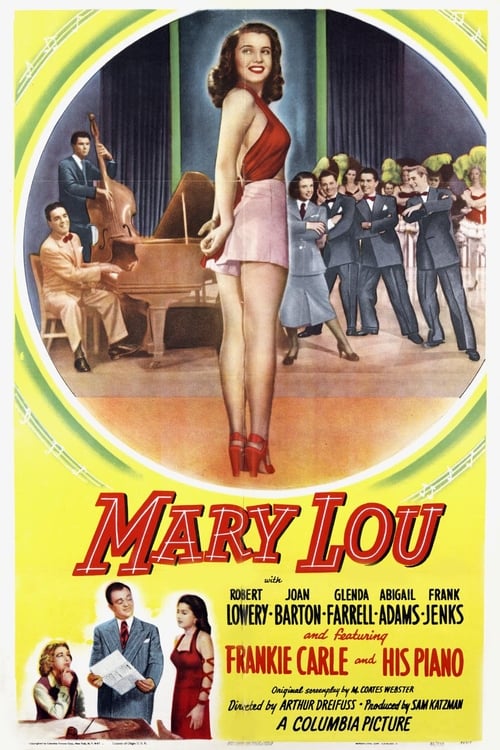 MARY LOU
with
ROBERT JOAN GLENDA ABIGAIL FRANK
LOWERY-BARTON-FARRELL-ADAMS-JENKS
and featuring
FRANKIE CARLE and HIS PIANO
Original screenplay by M. COATES WEBSTER
Directed by ARTHUR DREIFUSS - Produced by SAM KATZMAN
A COLUMBIA PICTURE